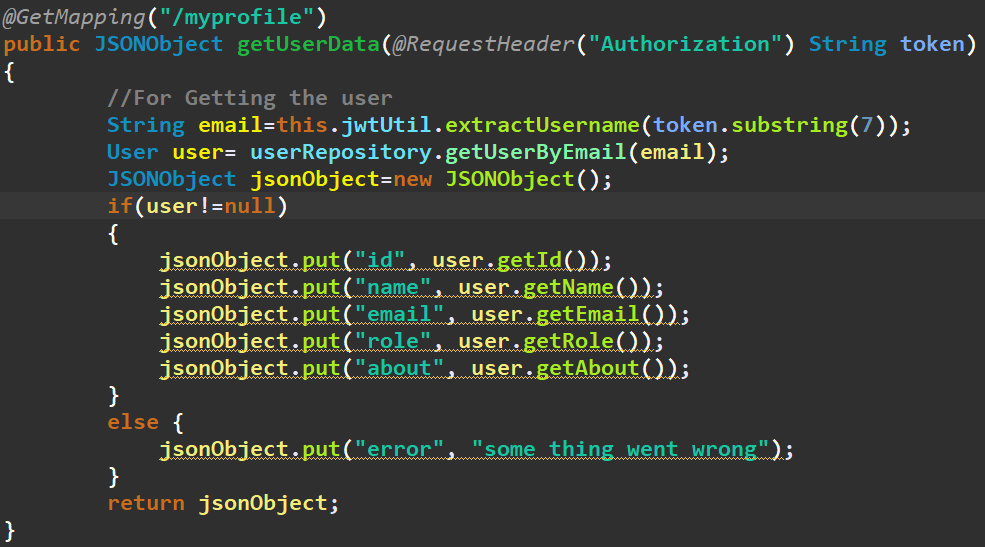 @GetMapping("/myprofile")
public JSONObject getUserData(@RequestHeader("Authorization") String token)
{
        //For Getting the user
        String email=this.jwtUtil.extractUsername(token.substring(7));
        User user= userRepository.getUserByEmail(email);
        JSONObject jsonObject=new JSONObject();
        if(user!=null)
        {
            jsonObject.put("id", user.getId());
            jsonObject.put("name", user.getName());
            jsonObject.put("email", user.getEmail());
            jsonObject.put("role", user.getRole());
            jsonObject.put("about", user.getAbout());
        }
        else {
            jsonObject.put("error", "some thing went wrong");
        }
        return jsonObject;
}